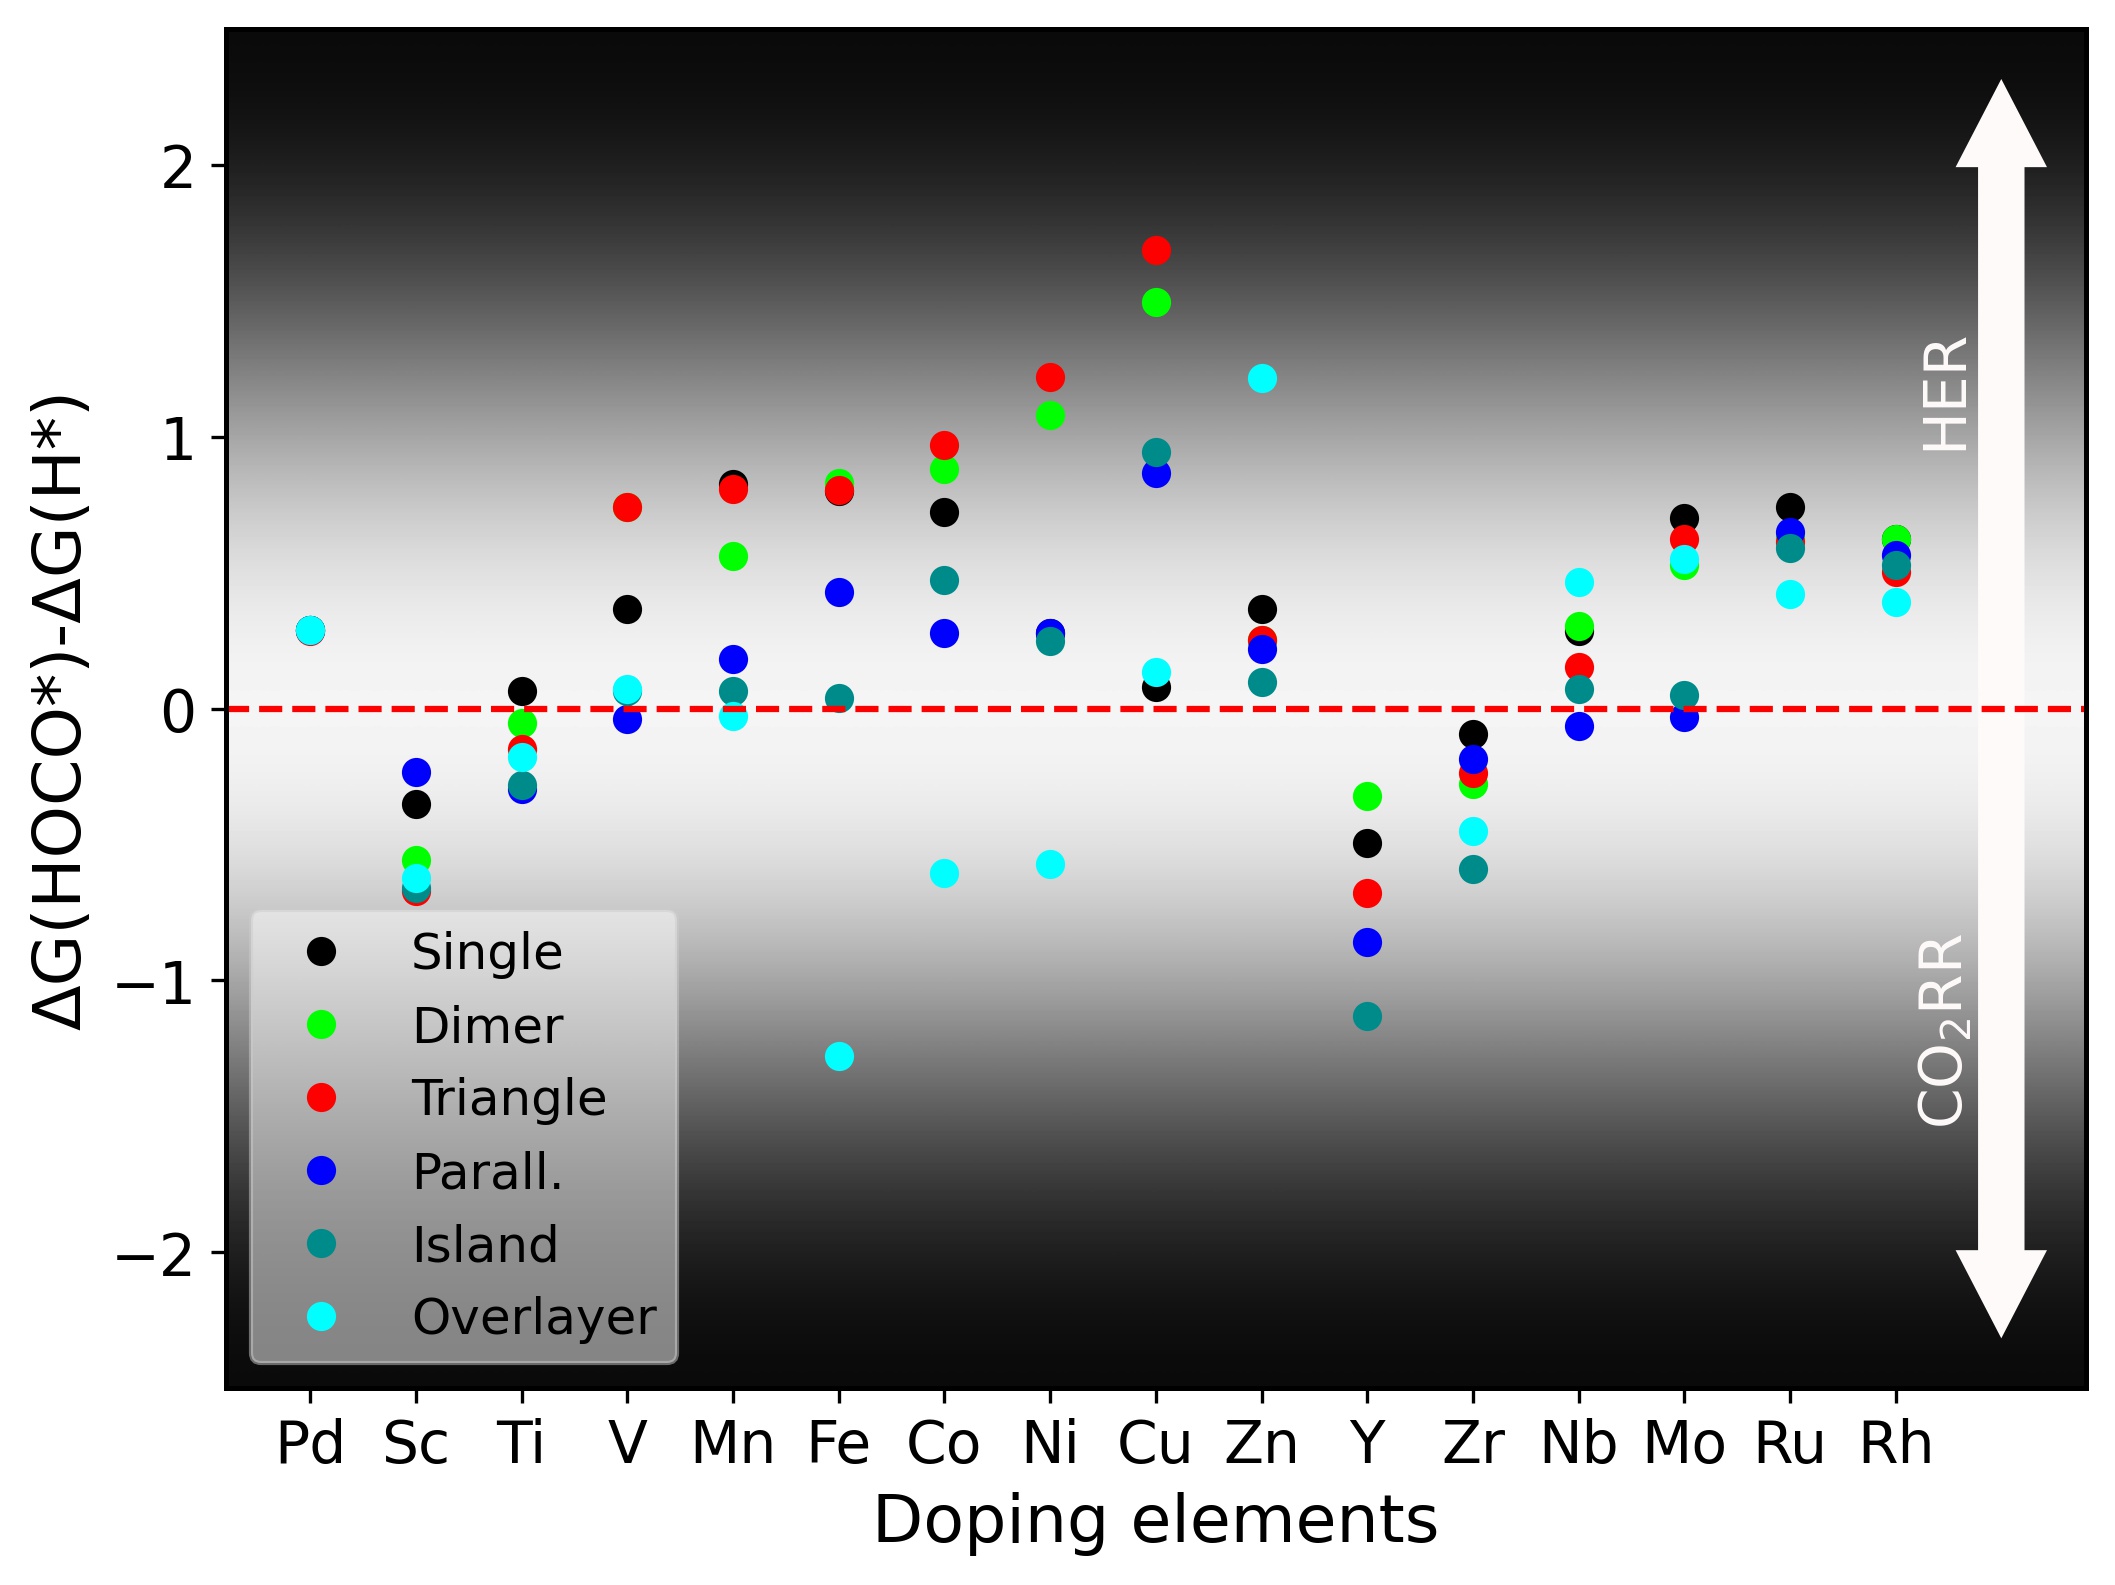 ΔG(HOCO*)-ΔG(H*)
2
1
0
−1
−2
HER
CO₂RR
Single
Dimer
Triangle
Parall.
Island
Overlayer
Pd Sc Ti V Mn Fe Co Ni Cu Zn Y Zr Nb Mo Ru Rh
Doping elements